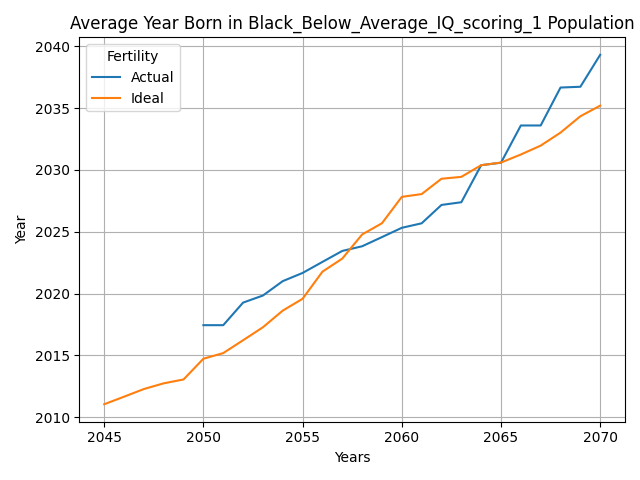 Average Year Born in Black_Below_Average_IQ_scoring_1 Population
2040
2035
2030
2025
2020
2015
2010
Year
Fertility
Actual
Ideal
2045 2050 2055 2060 2065 2070
Years